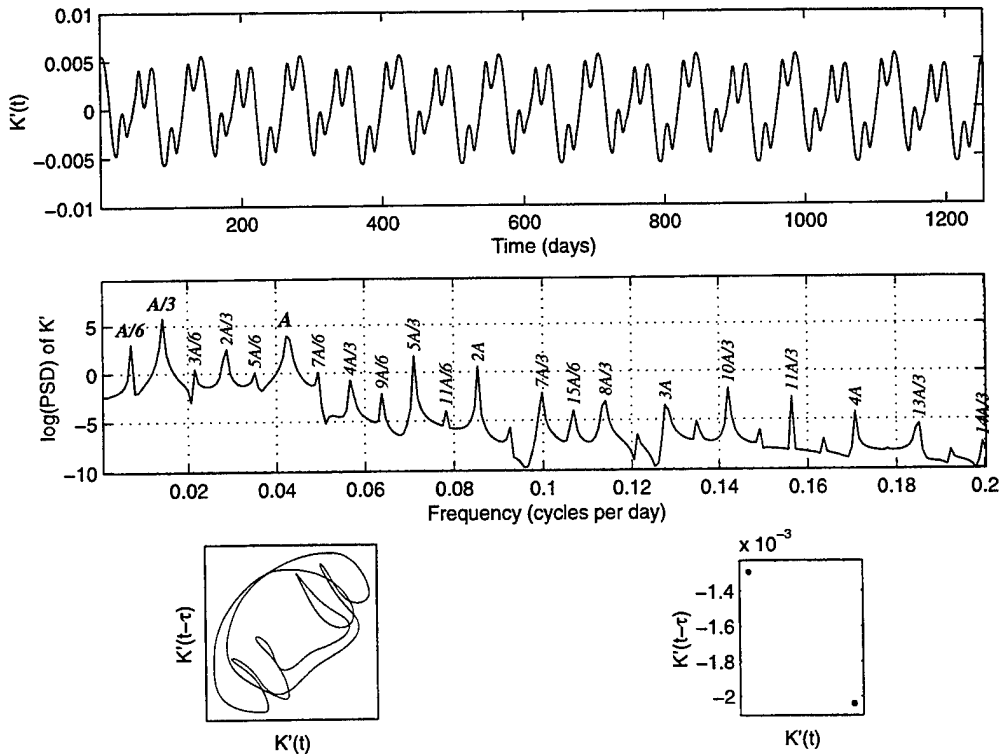 0.01
0.005
0
−0.005
−0.01
K'(t)
200 400 600 800 1000 1200
Time (days)
log(PSD) of K'
5
0
−5
−10
A/6
A/3
3A/6
2A/3
5A/6
A
7A/6
4A/3
9A/6
5A/3
11A/6
2A
7A/3
15A/6
8A/3
3A
10A/3
11A/3
4A
13A/3
14A/3
0.02 0.04 0.06 0.08 0.1 0.12 0.14 0.16 0.18 0.2
Frequency (cycles per day)
K'(t−τ)
K'(t)
x 10⁻³
−1.4
−1.6
−1.8
−2
K'(t−τ)
K'(t)